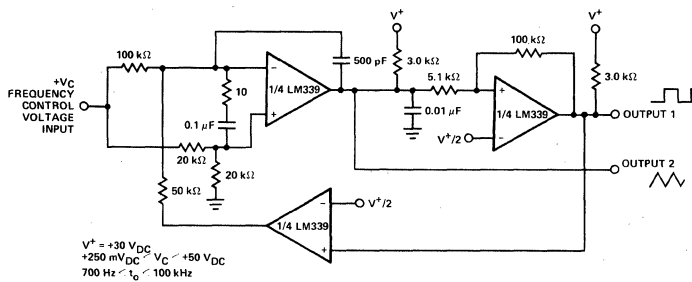 +VC
FREQUENCY
CONTROL
VOLTAGE
INPUT
100 kΩ
10
0.1 μF
20 kΩ
20 kΩ
50 kΩ
-
+
1/4 LM339
500 pF
V+
3.0 kΩ
5.1 kΩ
0.01 μF
100 kΩ
+
-
1/4 LM339
V+/2
V+
3.0 kΩ
OUTPUT 1
OUTPUT 2
-
+
1/4 LM339
V+/2
V+ = +30 VDC
+250 mVDC < VC < +50 VDC
700 Hz < to < 100 kHz